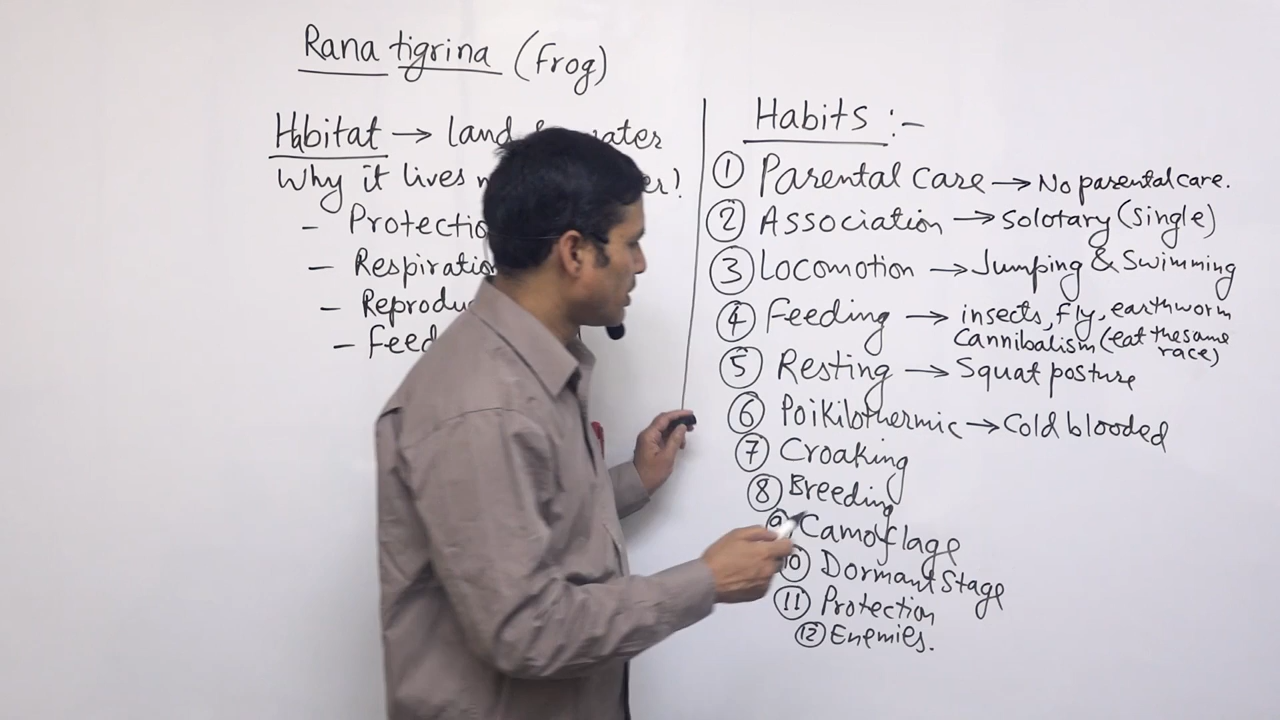 Rana tigrina (frog)
Habitat → land
Why it lives
- Protectio
- Respiration
- Reprodu
- Feed
Habits :-
① Parental care → No parental care.
② Association → Solotary (single)
③ Locomotion → Jumping & Swimming
④ Feeding → insects, fly, earthworm
Cannibalism (eat the same
race)
⑤ Resting → Squat posture
⑥ Poikilothermic → Cold blooded
⑦ Croaking
⑧ Breeding
⑨ Camoflage
⑩ Dormant Stage
⑪ Protection
⑫ Enemies.